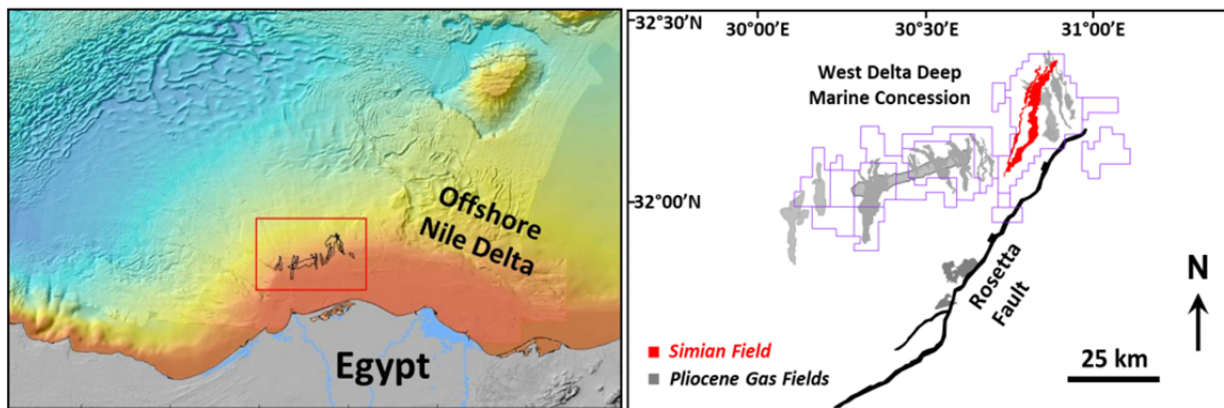 Offshore
Nile Delta
Egypt
32°30'N
30°00'E
30°30'E
31°00'E
West Delta Deep
Marine Concession
32°00'N
Rosetta
Fault
N
Simian Field
Pliocene Gas Fields
25 km